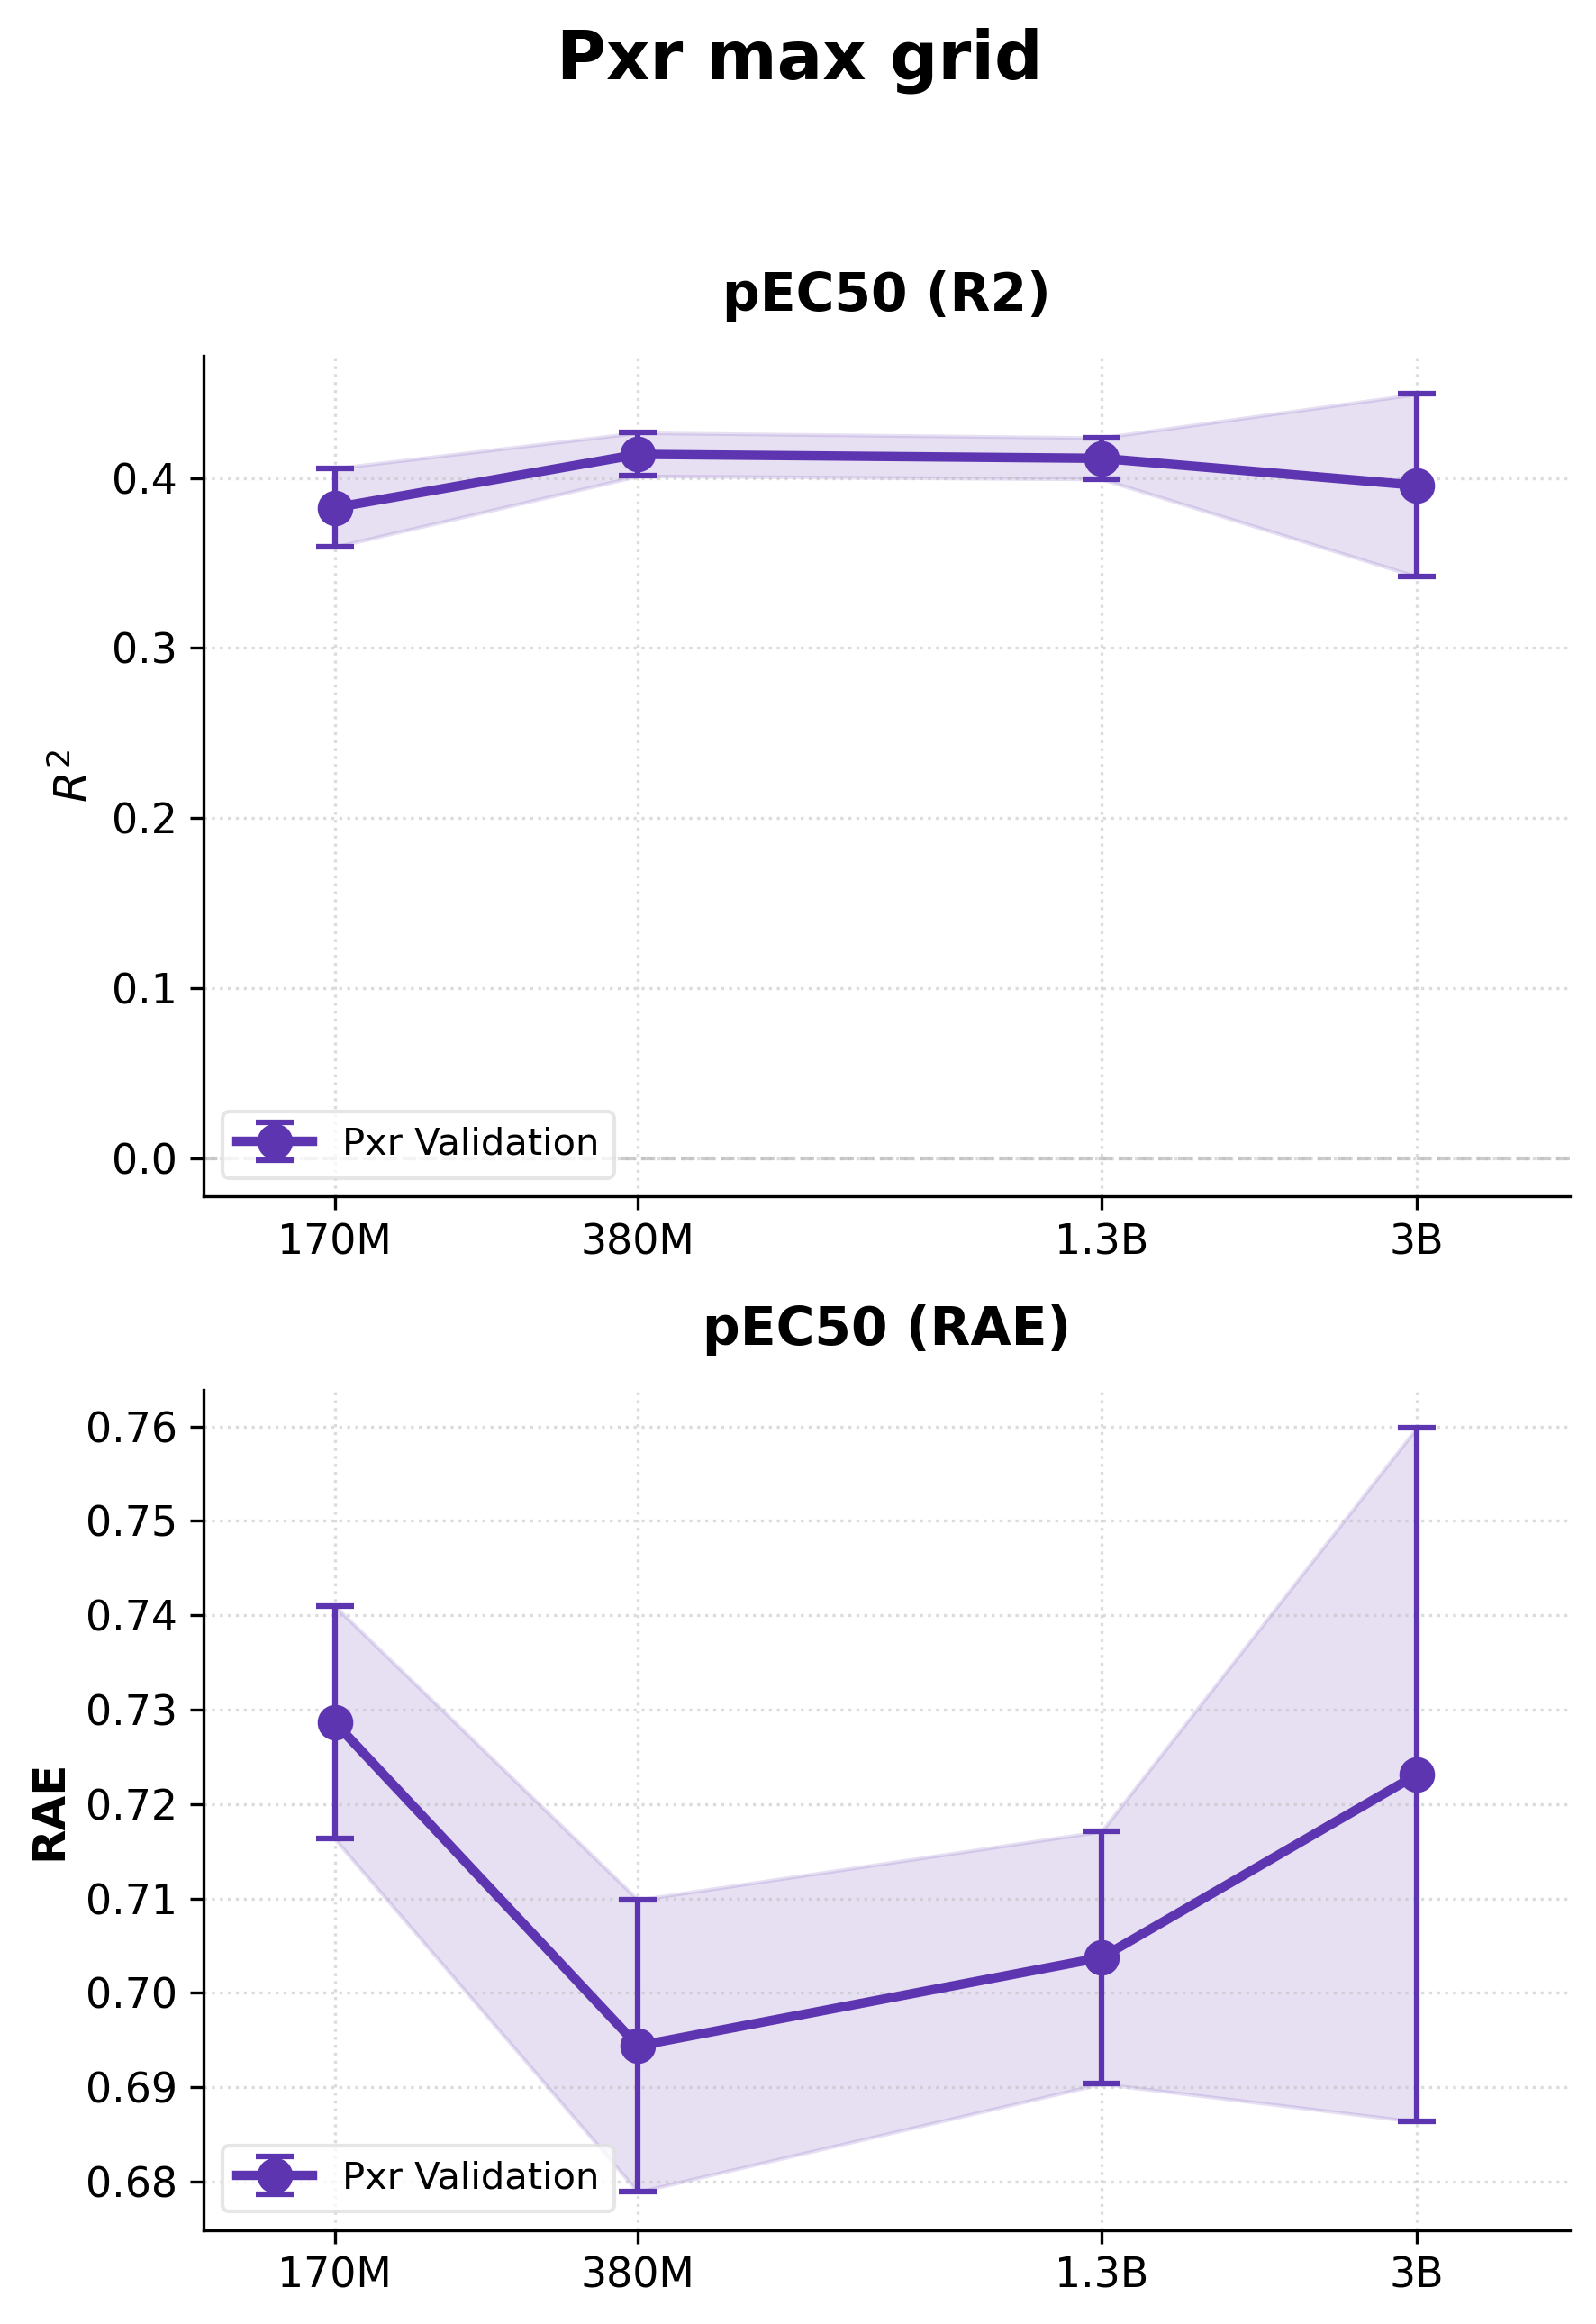 Pxr max grid
pEC50 (R2)
R²
0.4
0.3
0.2
0.1
0.0
Pxr Validation
170M 380M 1.3B 3B
pEC50 (RAE)
RAE
0.76
0.75
0.74
0.73
0.72
0.71
0.70
0.69
0.68
Pxr Validation
170M 380M 1.3B 3B